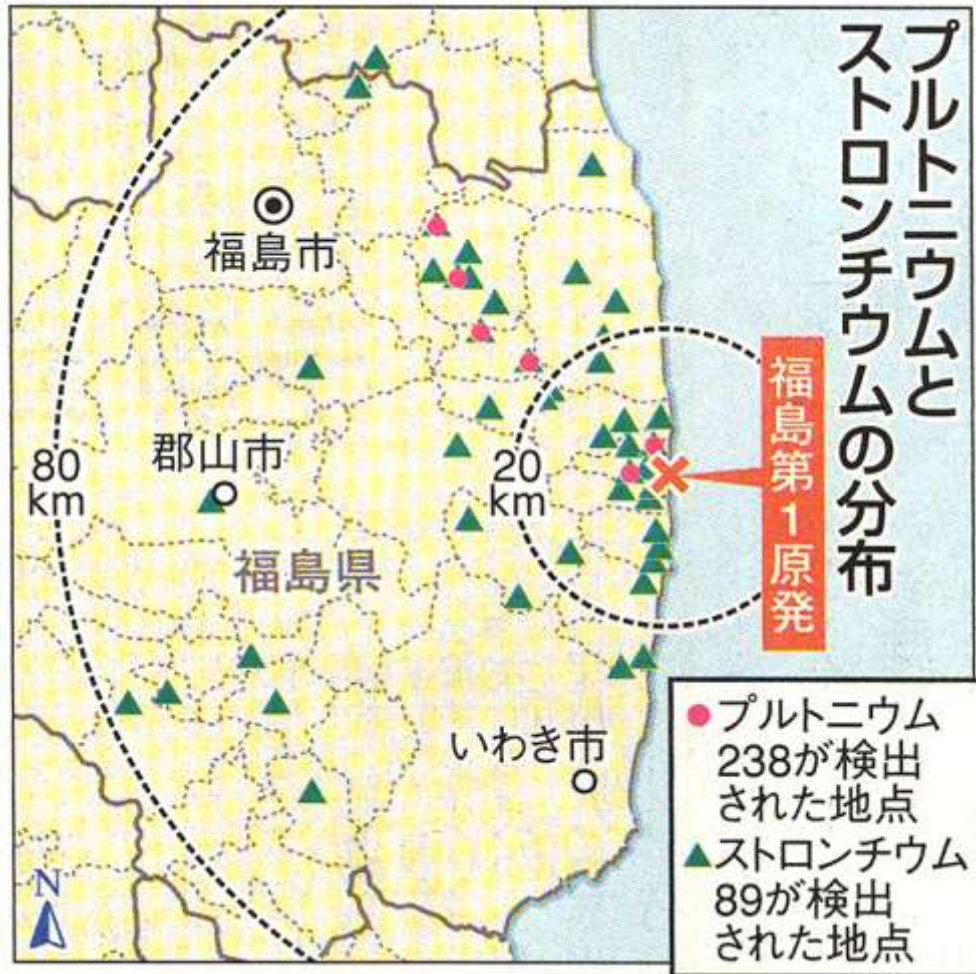 プルトニウムと
ストロンチウムの分布
福島市
郡山市
80
km
20
km
福島第1原発
福島県
いわき市
●プルトニウム
238が検出
された地点
▲ストロンチウム
89が検出
された地点
N